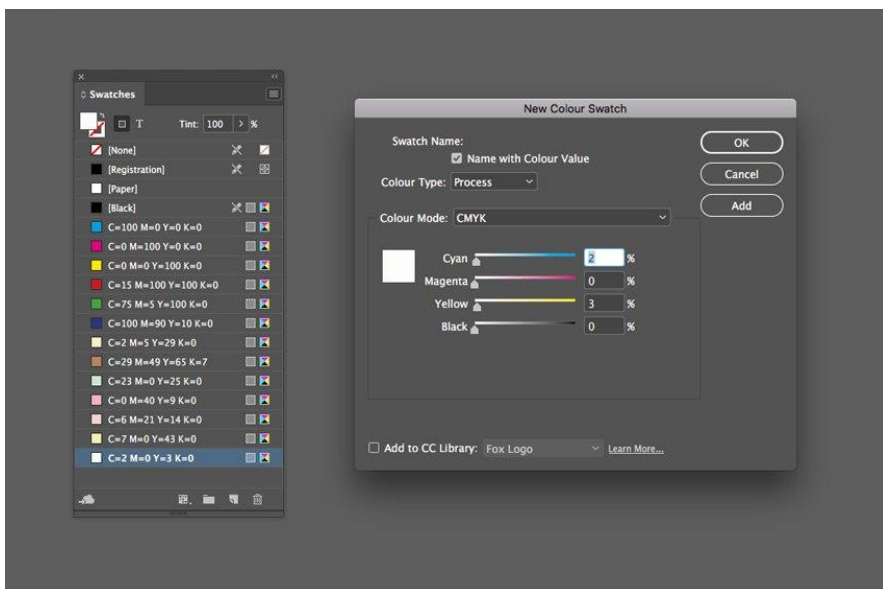 Swatches
T Tint: 100 > %
[None]
[Registration]
[Paper]
[Black]
C=100 M=0 Y=0 K=0
C=0 M=100 Y=0 K=0
C=0 M=0 Y=100 K=0
C=15 M=100 Y=100 K=0
C=75 M=5 Y=100 K=0
C=100 M=90 Y=10 K=0
C=2 M=5 Y=29 K=0
C=29 M=49 Y=65 K=7
C=23 M=0 Y=25 K=0
C=0 M=40 Y=9 K=0
C=6 M=21 Y=14 K=0
C=7 M=0 Y=43 K=0
C=2 M=0 Y=3 K=0
New Colour Swatch
Swatch Name:
Name with Colour Value
Colour Type: Process
Colour Mode: CMYK
Cyan 2 %
Magenta 0 %
Yellow 3 %
Black 0 %
Add to CC Library: Fox Logo Learn More...
OK
Cancel
Add